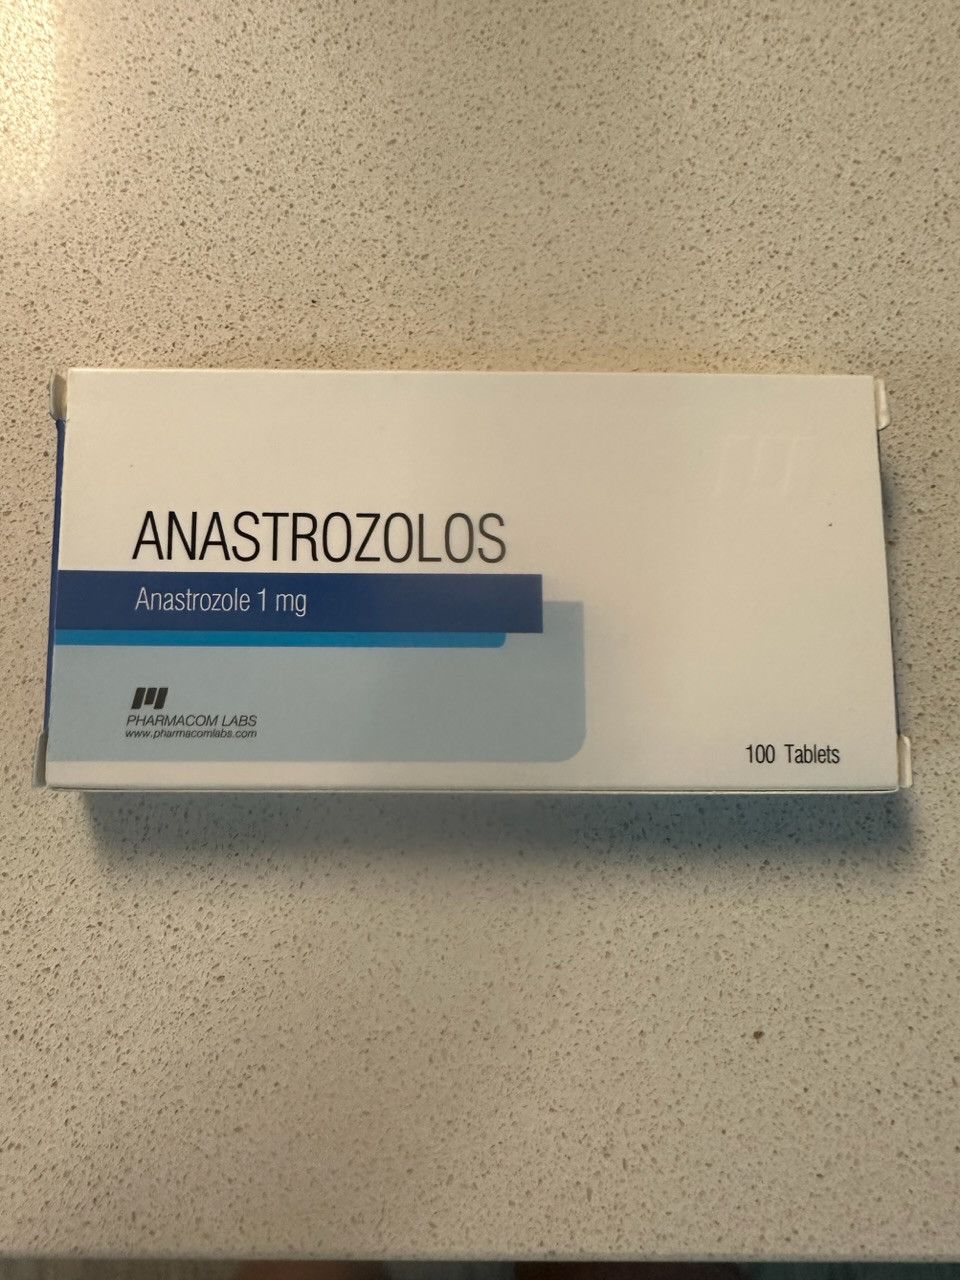 ANASTROZOLOS
Anastrozole 1 mg
PHARMACOM LABS
www.pharmacomlabs.com
100 Tablets